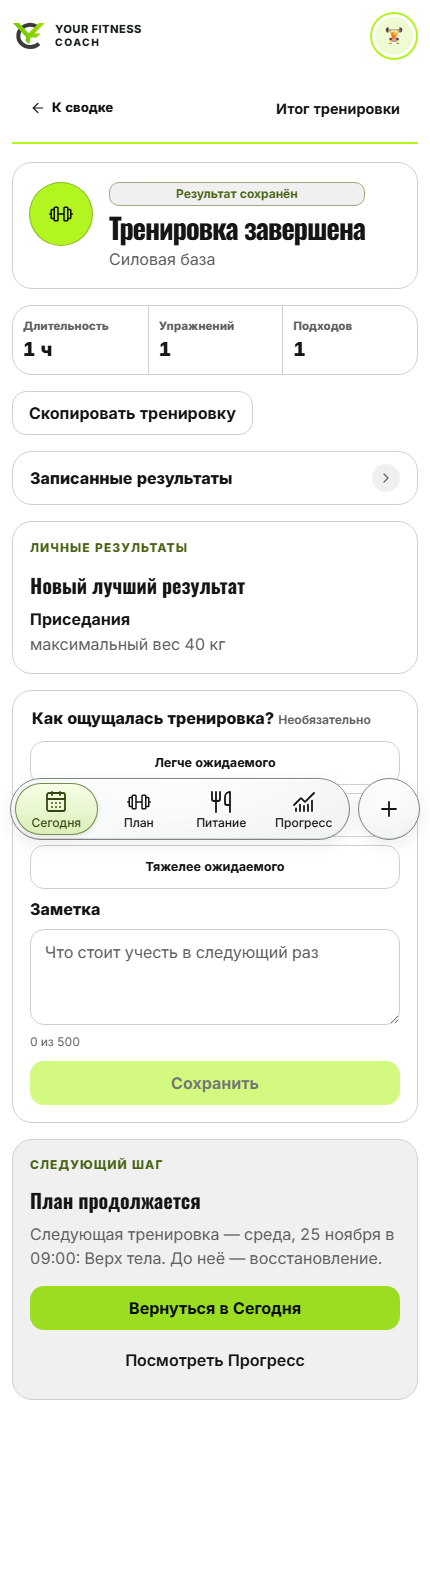 YOUR FITNESS
COACH
К сводке
Итог тренировки
Результат сохранён
Тренировка завершена
Силовая база
Длительность
1 ч
Упражнений
1
Подходов
1
Скопировать тренировку
Записанные результаты
ЛИЧНЫЕ РЕЗУЛЬТАТЫ
Новый лучший результат
Приседания
максимальный вес 40 кг
Как ощущалась тренировка? Необязательно
Легче ожидаемого
Сегодня
План
Питание
Прогресс
Тяжелее ожидаемого
Заметка
Что стоит учесть в следующий раз
0 из 500
Сохранить
СЛЕДУЮЩИЙ ШАГ
План продолжается
Следующая тренировка — среда, 25 ноября в
09:00: Верх тела. До неё — восстановление.
Вернуться в Сегодня
Посмотреть Прогресс